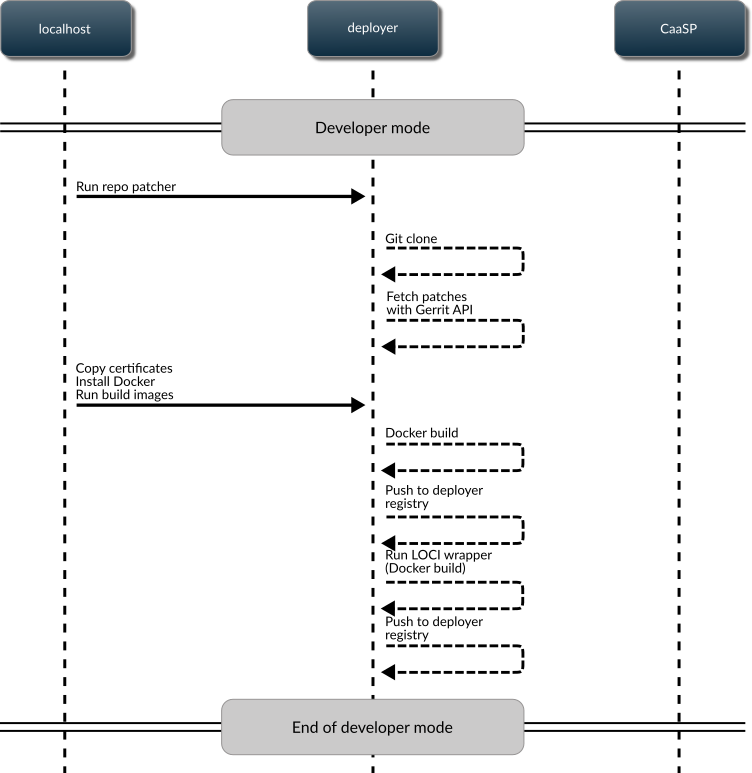 localhost
deployer
CaaSP
Developer mode
Run repo patcher
Git clone
Fetch patches
with Gerrit API
Copy certificates
Install Docker
Run build images
Docker build
Push to deployer
registry
Run LOCI wrapper
(Docker build)
Push to deployer
registry
End of developer mode